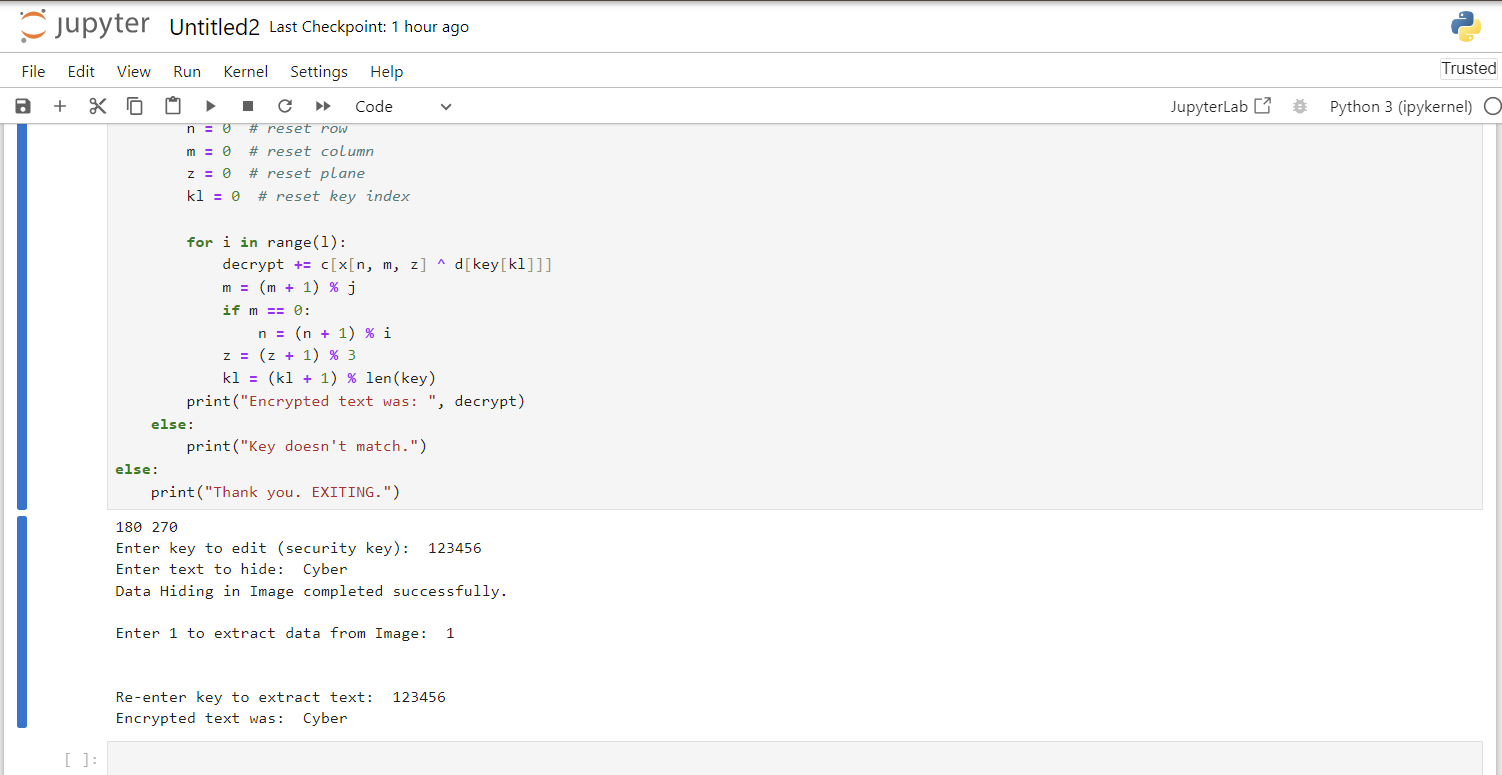 jupyter Untitled2 Last Checkpoint: 1 hour ago
File Edit View Run Kernel Settings Help
Trusted
Code
JupyterLab
Python 3 (ipykernel)
n = 0  # reset row
m = 0  # reset column
z = 0  # reset plane
kl = 0  # reset key index
for i in range(l):
decrypt += c[x[n, m, z] ^ d[key[kl]]]
m = (m + 1) % j
if m == 0:
n = (n + 1) % i
z = (z + 1) % 3
kl = (kl + 1) % len(key)
print("Encrypted text was: ", decrypt)
else:
print("Key doesn't match.")
else:
print("Thank you. EXITING.")
180 270
Enter key to edit (security key):  123456
Enter text to hide:  Cyber
Data Hiding in Image completed successfully.
Enter 1 to extract data from Image:  1
Re-enter key to extract text:  123456
Encrypted text was:  Cyber
[ ]: